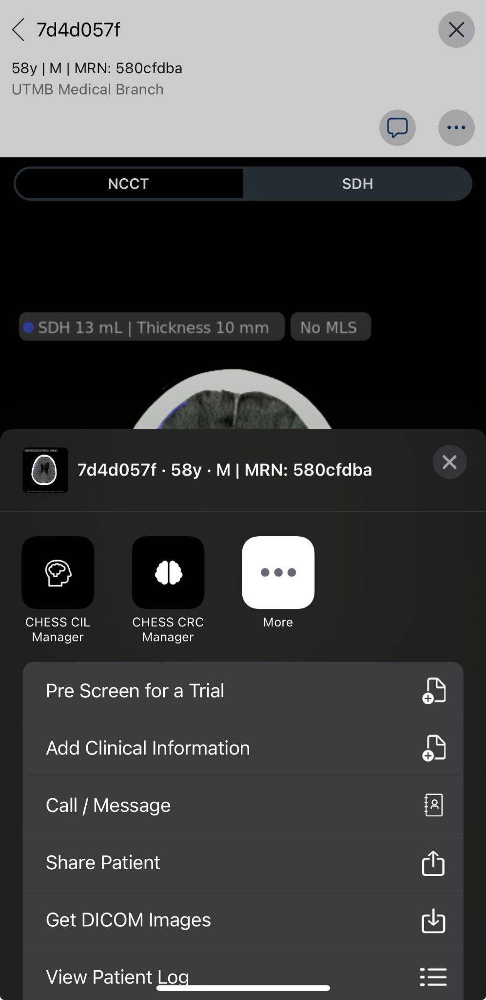 7d4d057f
58y | M | MRN: 580cfdba
UTMB Medical Branch
NCCT
SDH
SDH 13 mL | Thickness 10 mm
No MLS
7d4d057f · 58y · M | MRN: 580cfdba
CHESS CIL
Manager
CHESS CRC
Manager
More
Pre Screen for a Trial
Add Clinical Information
Call / Message
Share Patient
Get DICOM Images
View Patient Log